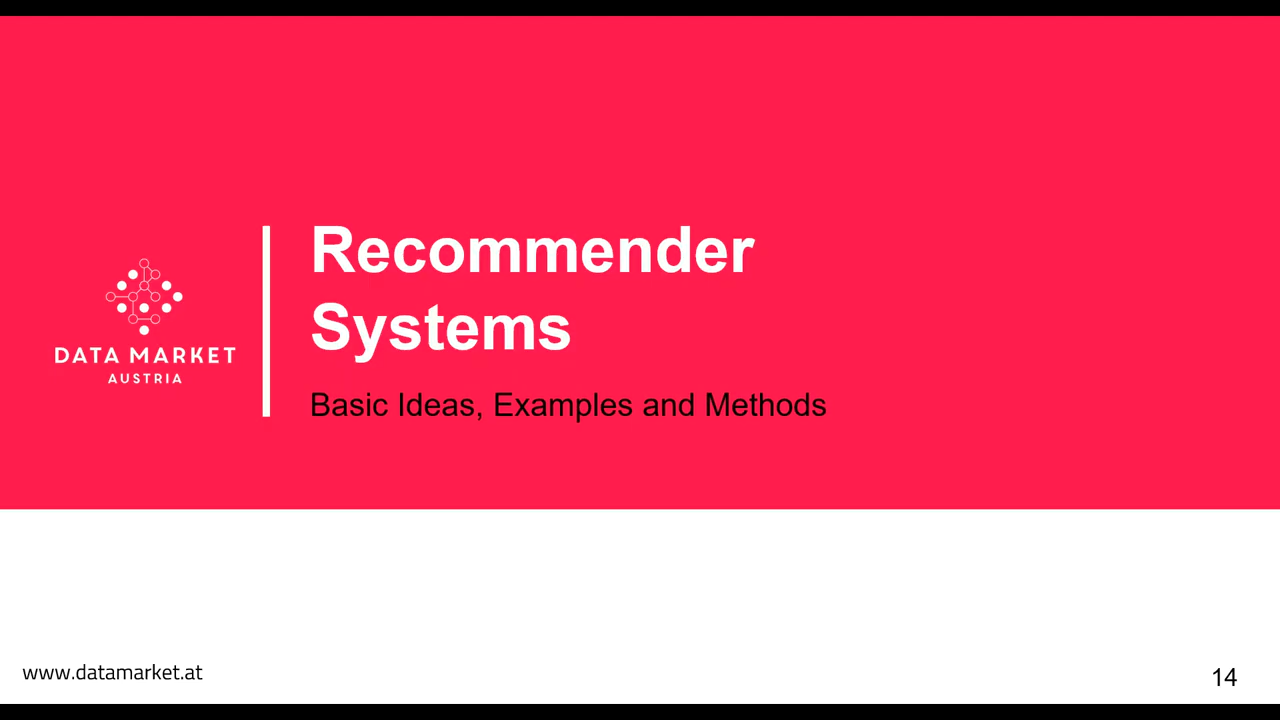 Recommender
Systems
DATA MARKET
AUSTRIA
Basic Ideas, Examples and Methods
www.datamarket.at
14